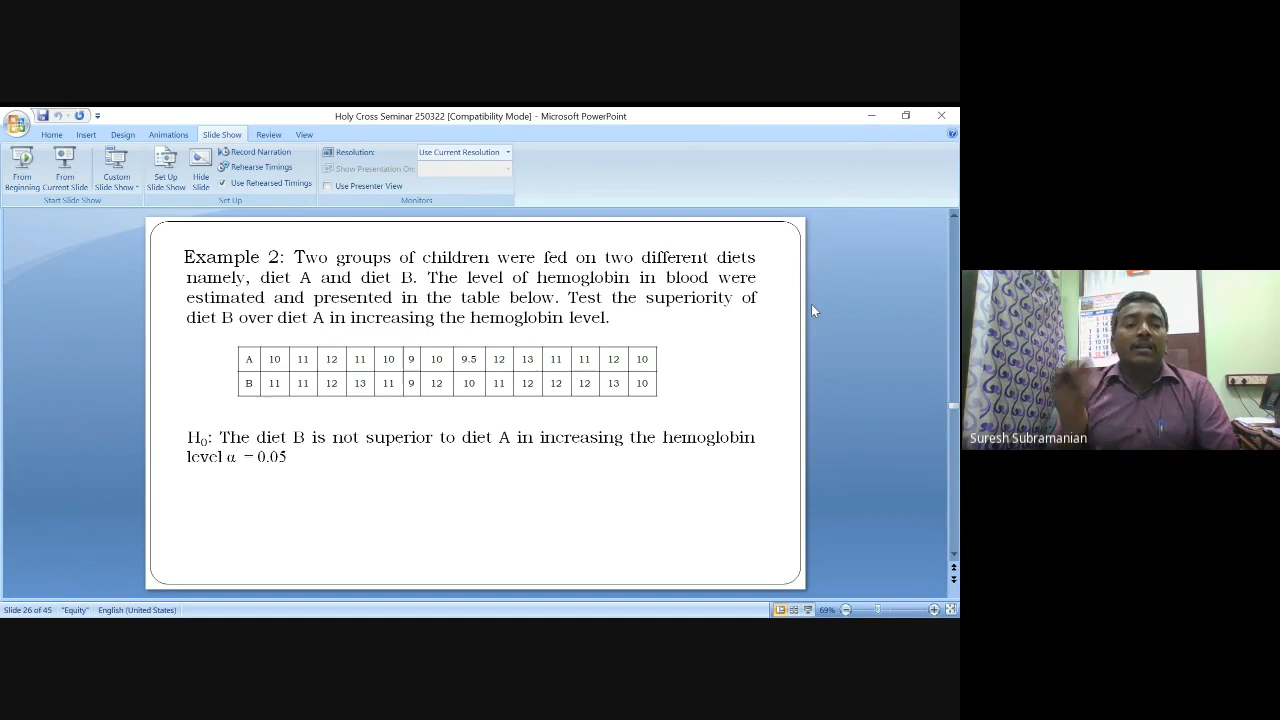 Holy Cross Seminar 250322 [Compatibility Mode] - Microsoft PowerPoint
Home Insert Design Animations Slide Show Review View
From Beginning
From Current Slide
Custom Slide Show
Start Slide Show
Set Up Slide Show
Hide Slide
Record Narration
Rehearse Timings
Use Rehearsed Timings
Set Up
Resolution: Use Current Resolution
Show Presentation On:
Use Presenter View
Monitors
Example 2: Two groups of children were fed on two different diets
namely, diet A and diet B. The level of hemoglobin in blood were
estimated and presented in the table below. Test the superiority of
diet B over diet A in increasing the hemoglobin level.
A 10 11 12 11 10 9 10 9.5 12 13 11 11 12 10
B 11 11 12 13 11 9 12 10 11 12 12 12 13 10
H₀: The diet B is not superior to diet A in increasing the hemoglobin
level α = 0.05
Slide 26 of 45 "Equity" English (United States) 69%
Suresh Subramanian